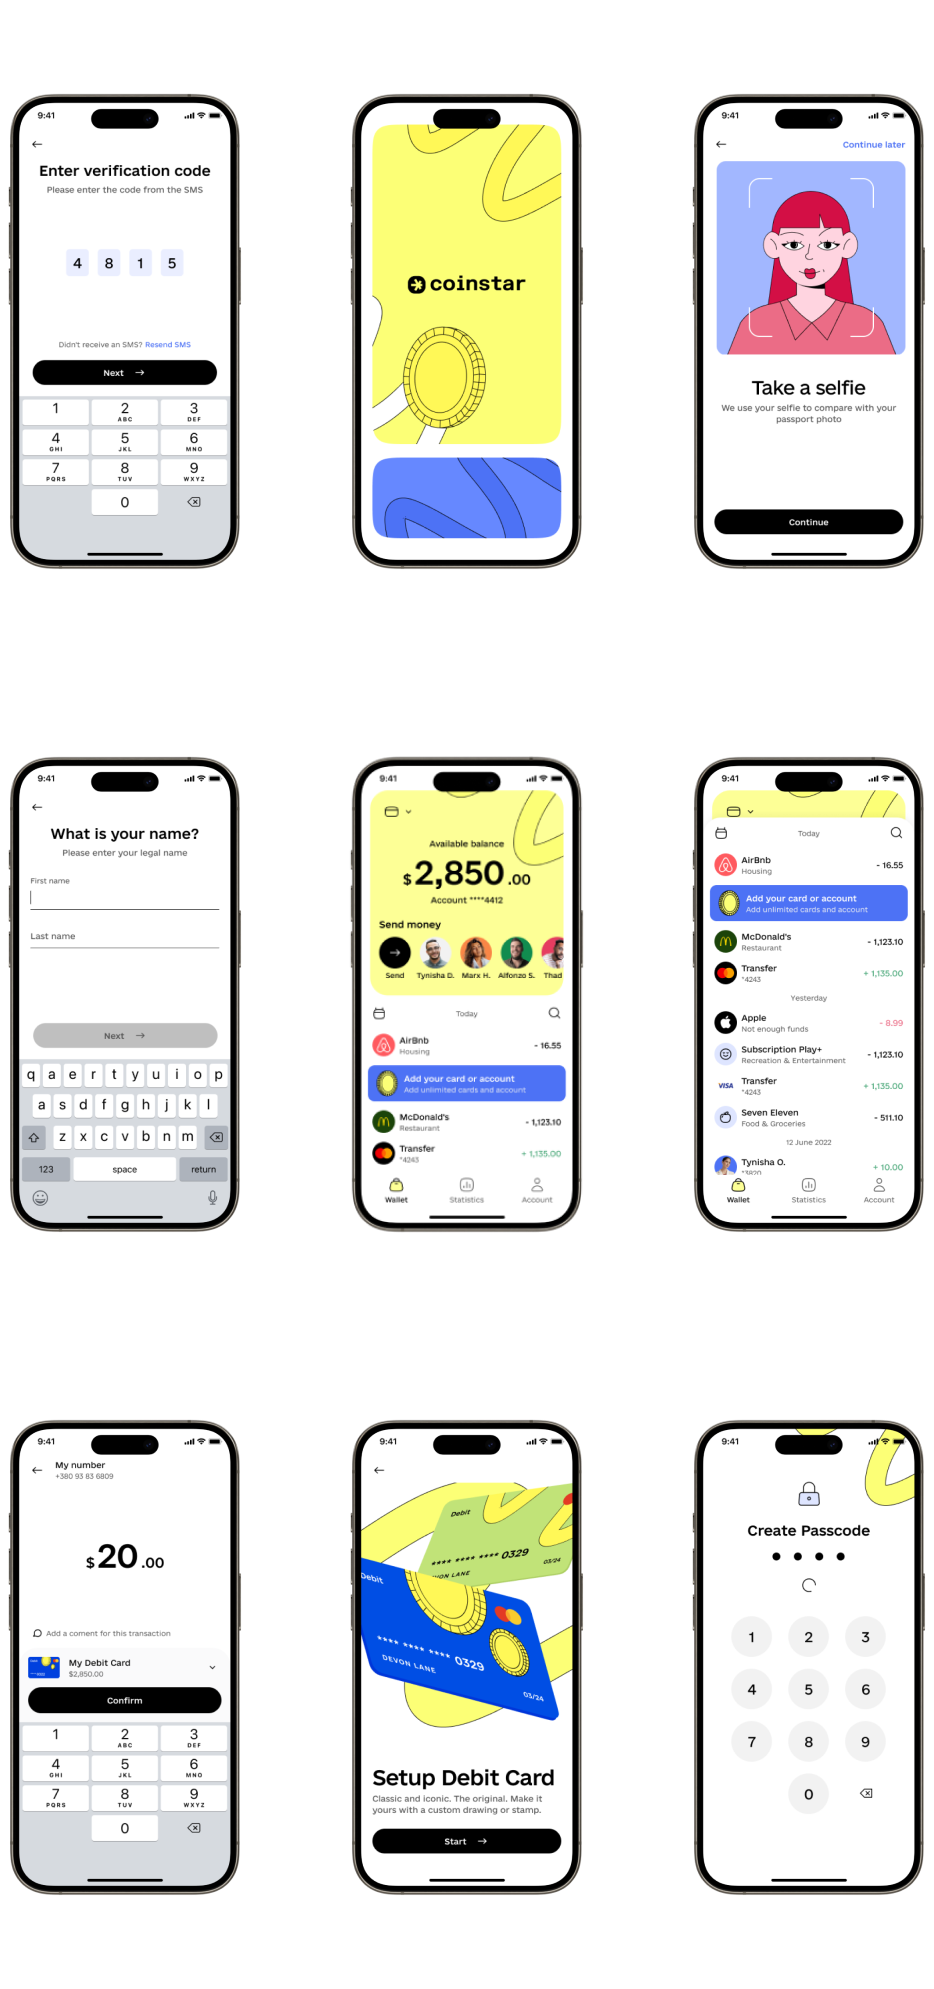 9:41
Enter verification code
Please enter the code from the SMS
4 8 1 5
Didn't receive an SMS? Resend SMS
Next
1 2 3
ABC DEF
4 5 6
GHI JKL MNO
7 8 9
PQRS TUV WXYZ
0
coinstar
9:41
Continue later
Take a selfie
We use your selfie to compare with your
passport photo
Continue
9:41
What is your name?
Please enter your legal name
First name
Last name
Next
q a e r t y u i o p
a s d f g h j k l
z x c v b n m
123 space return
9:41
Available balance
$2,850.00
Account ****4412
Send money
Send Tynisha D. Marx H. Alfonzo S. Thad
Today
AirBnb
Housing
- 16.55
Add your card or account
Add unlimited cards and account
McDonald's
Restaurant
- 1,123.10
Transfer
*4243
+ 1,135.00
Wallet Statistics Account
9:41
Today
AirBnb
Housing
- 16.55
Add your card or account
Add unlimited cards and account
McDonald's
Restaurant
- 1,123.10
Transfer
*4243
+ 1,135.00
Yesterday
Apple
Not enough funds
- 8.99
Subscription Play+
Recreation & Entertainment
- 1,123.10
VISA
Transfer
*4243
+ 1,135.00
Seven Eleven
Food & Groceries
- 511.10
12 June 2022
Tynisha O.
*3820
+ 10.00
Wallet Statistics Account
9:41
My number
+380 93 83 6809
$20.00
Add a coment for this transaction
My Debit Card
$2,850.00
Confirm
1 2 3
ABC DEF
4 5 6
GHI JKL MNO
7 8 9
PQRS TUV WXYZ
0
9:41
Debit
**** **** **** 0329
VON LANE
03/24
Debit
**** **** **** 0329
DEVON LANE
03/24
Setup Debit Card
Classic and iconic. The original. Make it
yours with a custom drawing or stamp.
Start
9:41
Create Passcode
1 2 3
4 5 6
7 8 9
0